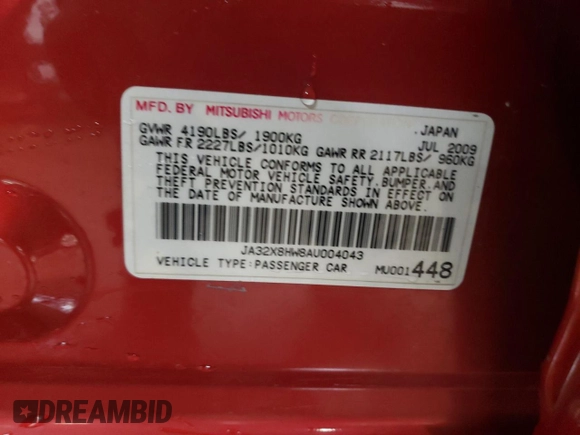 MFD. BY MITSUBISHI MOTORS JAPAN
GVWR 4190LBS/ 1900KG JUL 2009
GAWR FR 2227LBS/1010KG GAWR RR 2117LBS/ 960KG
THIS VEHICLE CONFORMS TO ALL APPLICABLE
FEDERAL MOTOR VEHICLE SAFETY, BUMPER, AND
THEFT PREVENTION STANDARDS IN EFFECT ON
THE DATE OF MANUFACTURE SHOWN ABOVE.
JA32X8HW8AU004043
VEHICLE TYPE:PASSENGER CAR MU001448
DREAMBID